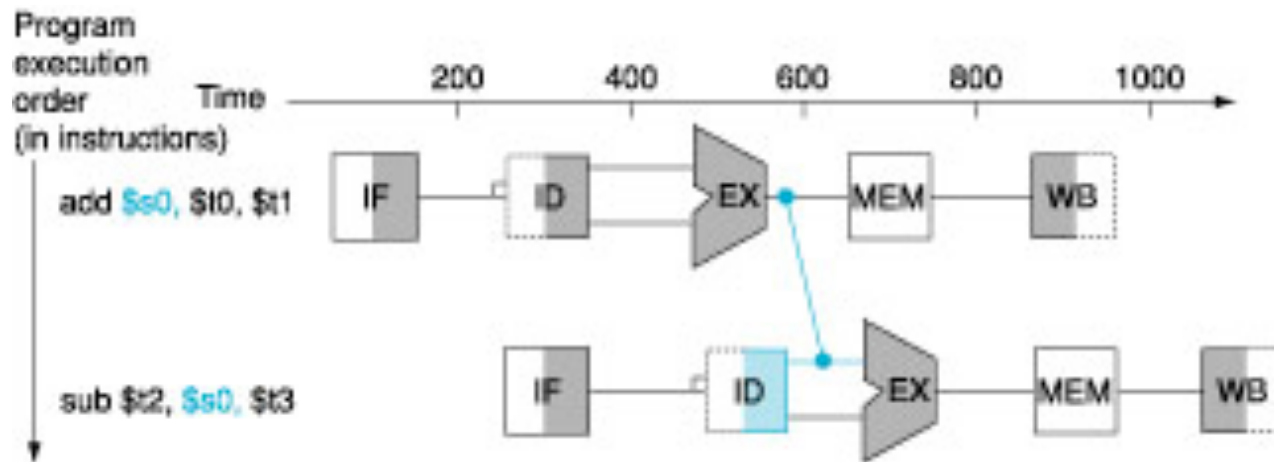 Program
execution
order
(in instructions)
Time
200 400 600 800 1000
add $s0, $t0, $t1
IF ID EX MEM WB
sub $t2, $s0, $t3
IF ID EX MEM WB